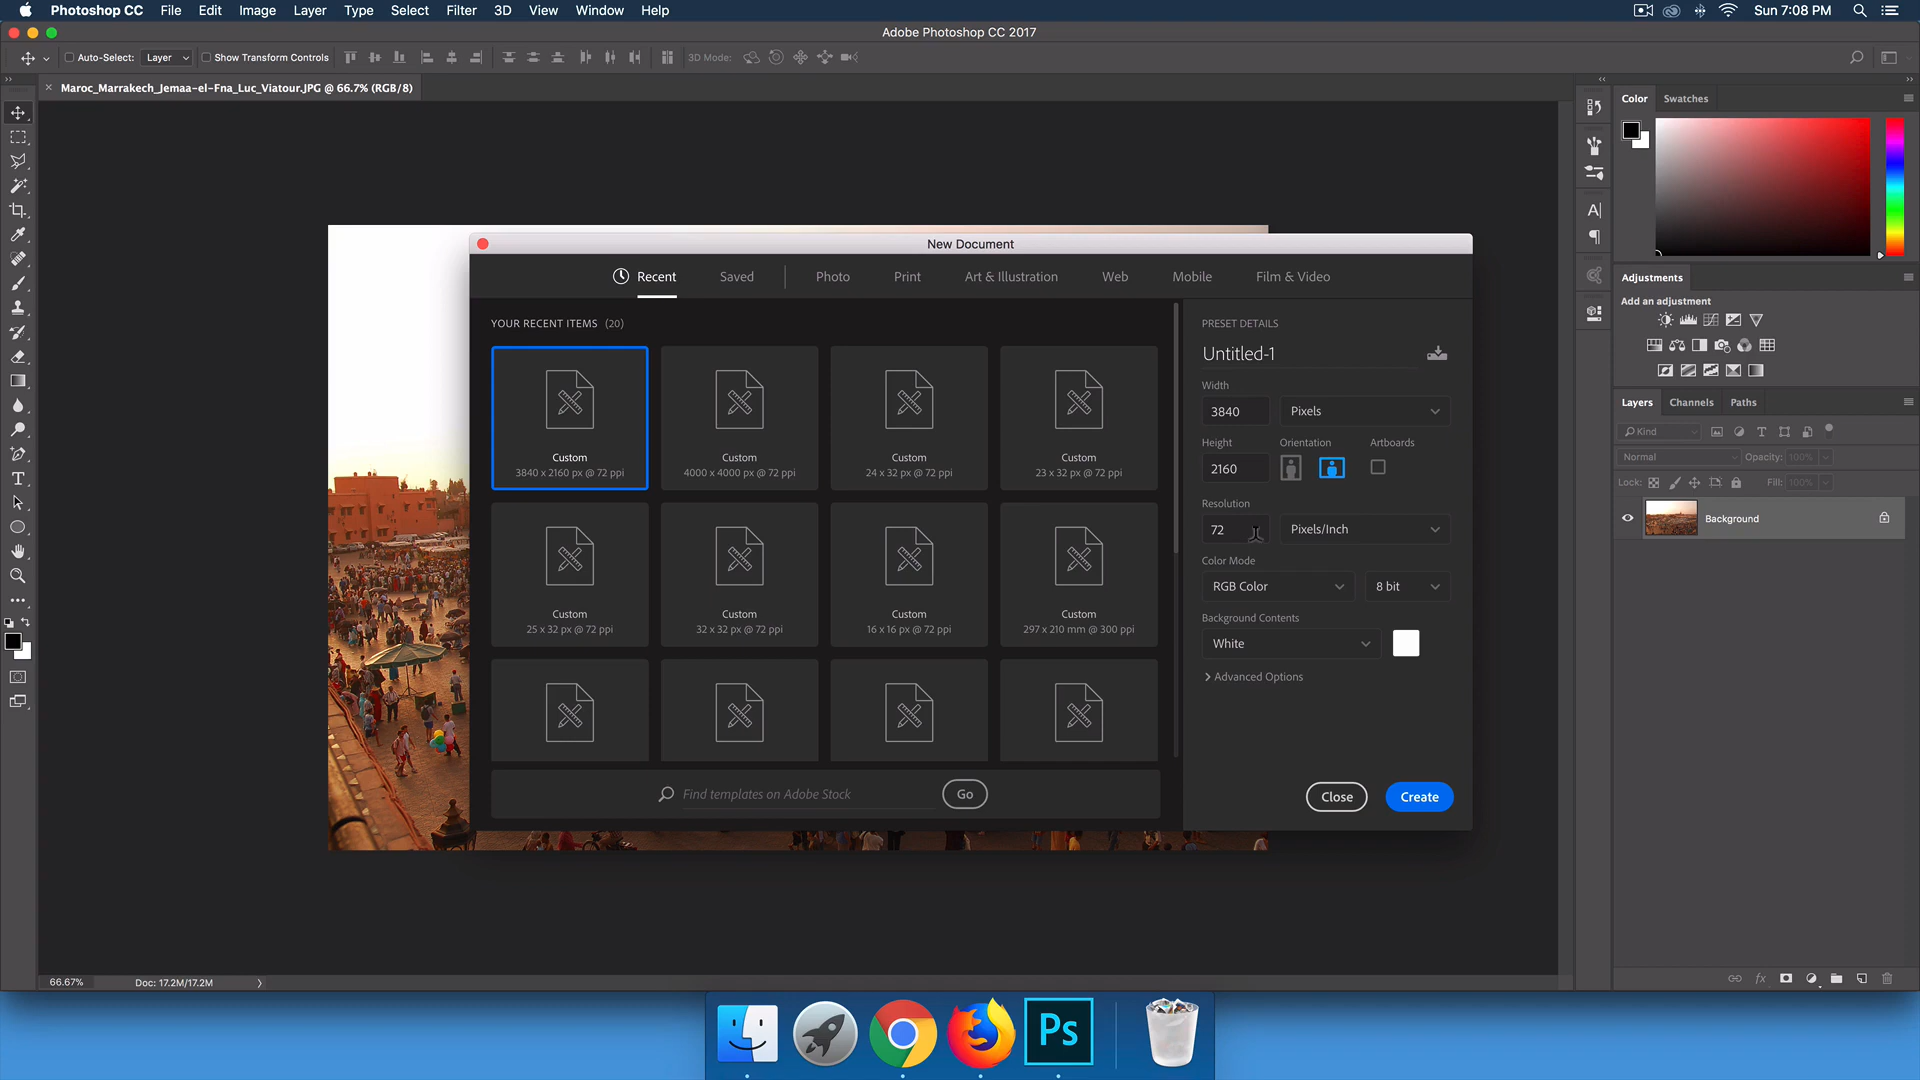 Photoshop CC File Edit Image Layer Type Select Filter 3D View Window Help Sun 7:08 PM
Adobe Photoshop CC 2017
Auto-Select: Layer Show Transform Controls 3D Mode:
Maroc_Marrakech_Jemaa-el-Fna_Luc_Viatour.JPG @ 66.7% (RGB/8)
Color Swatches
New Document
Recent Saved Photo Print Art & Illustration Web Mobile Film & Video
YOUR RECENT ITEMS (20)
Custom
3840 x 2160 px @ 72 ppi
Custom
4000 x 4000 px @ 72 ppi
Custom
24 x 32 px @ 72 ppi
Custom
23 x 32 px @ 72 ppi
Custom
25 x 32 px @ 72 ppi
Custom
32 x 32 px @ 72 ppi
Custom
16 x 16 px @ 72 ppi
Custom
297 x 210 mm @ 300 ppi
Find templates on Adobe Stock Go
PRESET DETAILS
Untitled-1
Width
3840 Pixels
Height Orientation Artboards
2160
Resolution
72 Pixels/Inch
Color Mode
RGB Color 8 bit
Background Contents
White
Advanced Options
Close Create
Adjustments
Add an adjustment
Layers Channels Paths
Kind
Normal Opacity: 100%
Lock: Fill: 100%
Background
66.67% Doc: 17.2M/17.2M
Ps